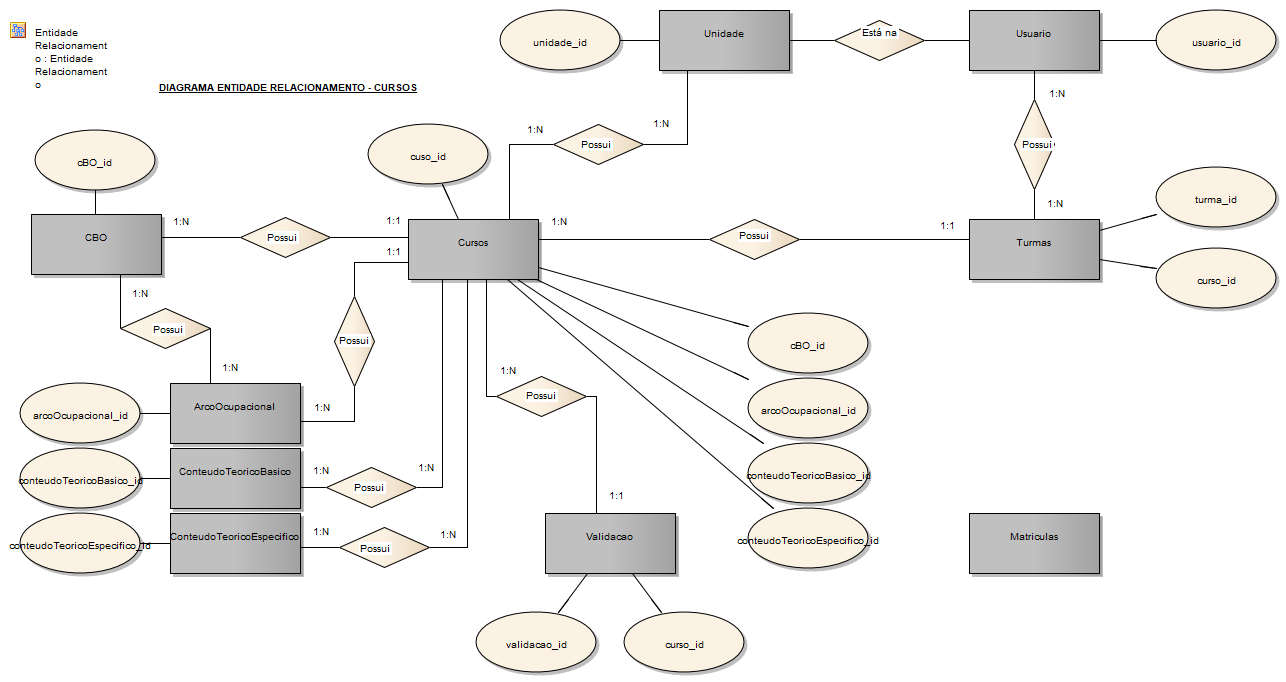 Entidade
Relacionament
o : Entidade
Relacionament
o
DIAGRAMA ENTIDADE RELACIONAMENTO - CURSOS
unidade_id
Unidade
Está na
Usuario
usuario_id
1:N
Possui
1:N
1:N
Possui
1:N
cBO_id
cuso_id
CBO
1:N
Possui
1:1
1:1
Cursos
1:N
Possui
1:1
Turmas
turma_id
curso_id
1:N
Possui
1:N
Possui
1:N
cBO_id
arcoOcupacional_id
conteudoTeoricoBasico_id
conteudoTeoricoEspecifico_id
1:N
Possui
1:1
arcoOcupacional_id
ArcoOcupacional
conteudoTeoricoBasico_id
ConteudoTeoricoBasico
1:N
Possui
1:N
conteudoTeoricoEspecifico_id
ConteudoTeoricoEspecifico
1:N
Possui
1:N
Validacao
Matriculas
validacao_id
curso_id